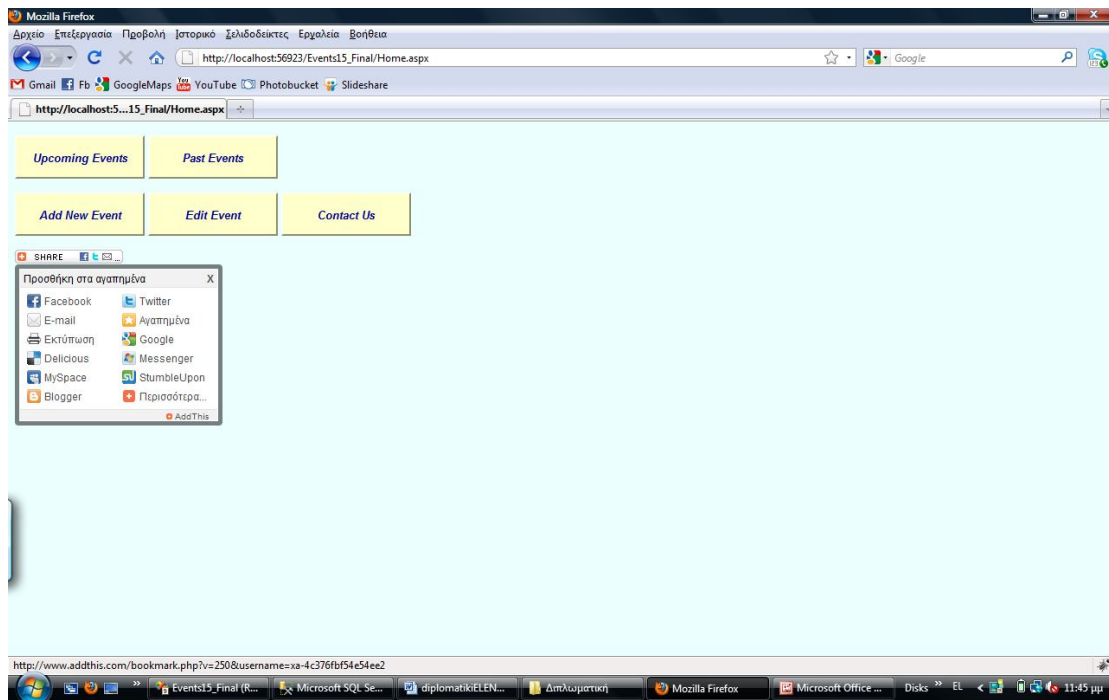 Mozilla Firefox
Αρχείο Επεξεργασία Προβολή Ιστορικό Σελιδοδείκτες Εργαλεία Βοήθεια
http://localhost:56923/Events15_Final/Home.aspx
Google
Gmail Fb GoogleMaps YouTube Photobucket Slideshare
http://localhost:5...15_Final/Home.aspx
Upcoming Events Past Events
Add New Event Edit Event Contact Us
SHARE ...
Προσθήκη στα αγαπημένα X
Facebook Twitter
E-mail Αγαπημένα
Εκτύπωση Google
Delicious Messenger
MySpace StumbleUpon
Blogger Περισσότερα...
AddThis
http://www.addthis.com/bookmark.php?v=250&username=xa-4c376fbf54e54ee2
Events15_Final (R... Microsoft SQL Se... diplomatikiELEN... Διπλωματική Mozilla Firefox Microsoft Office ... Disks » EL 11:45 μμ